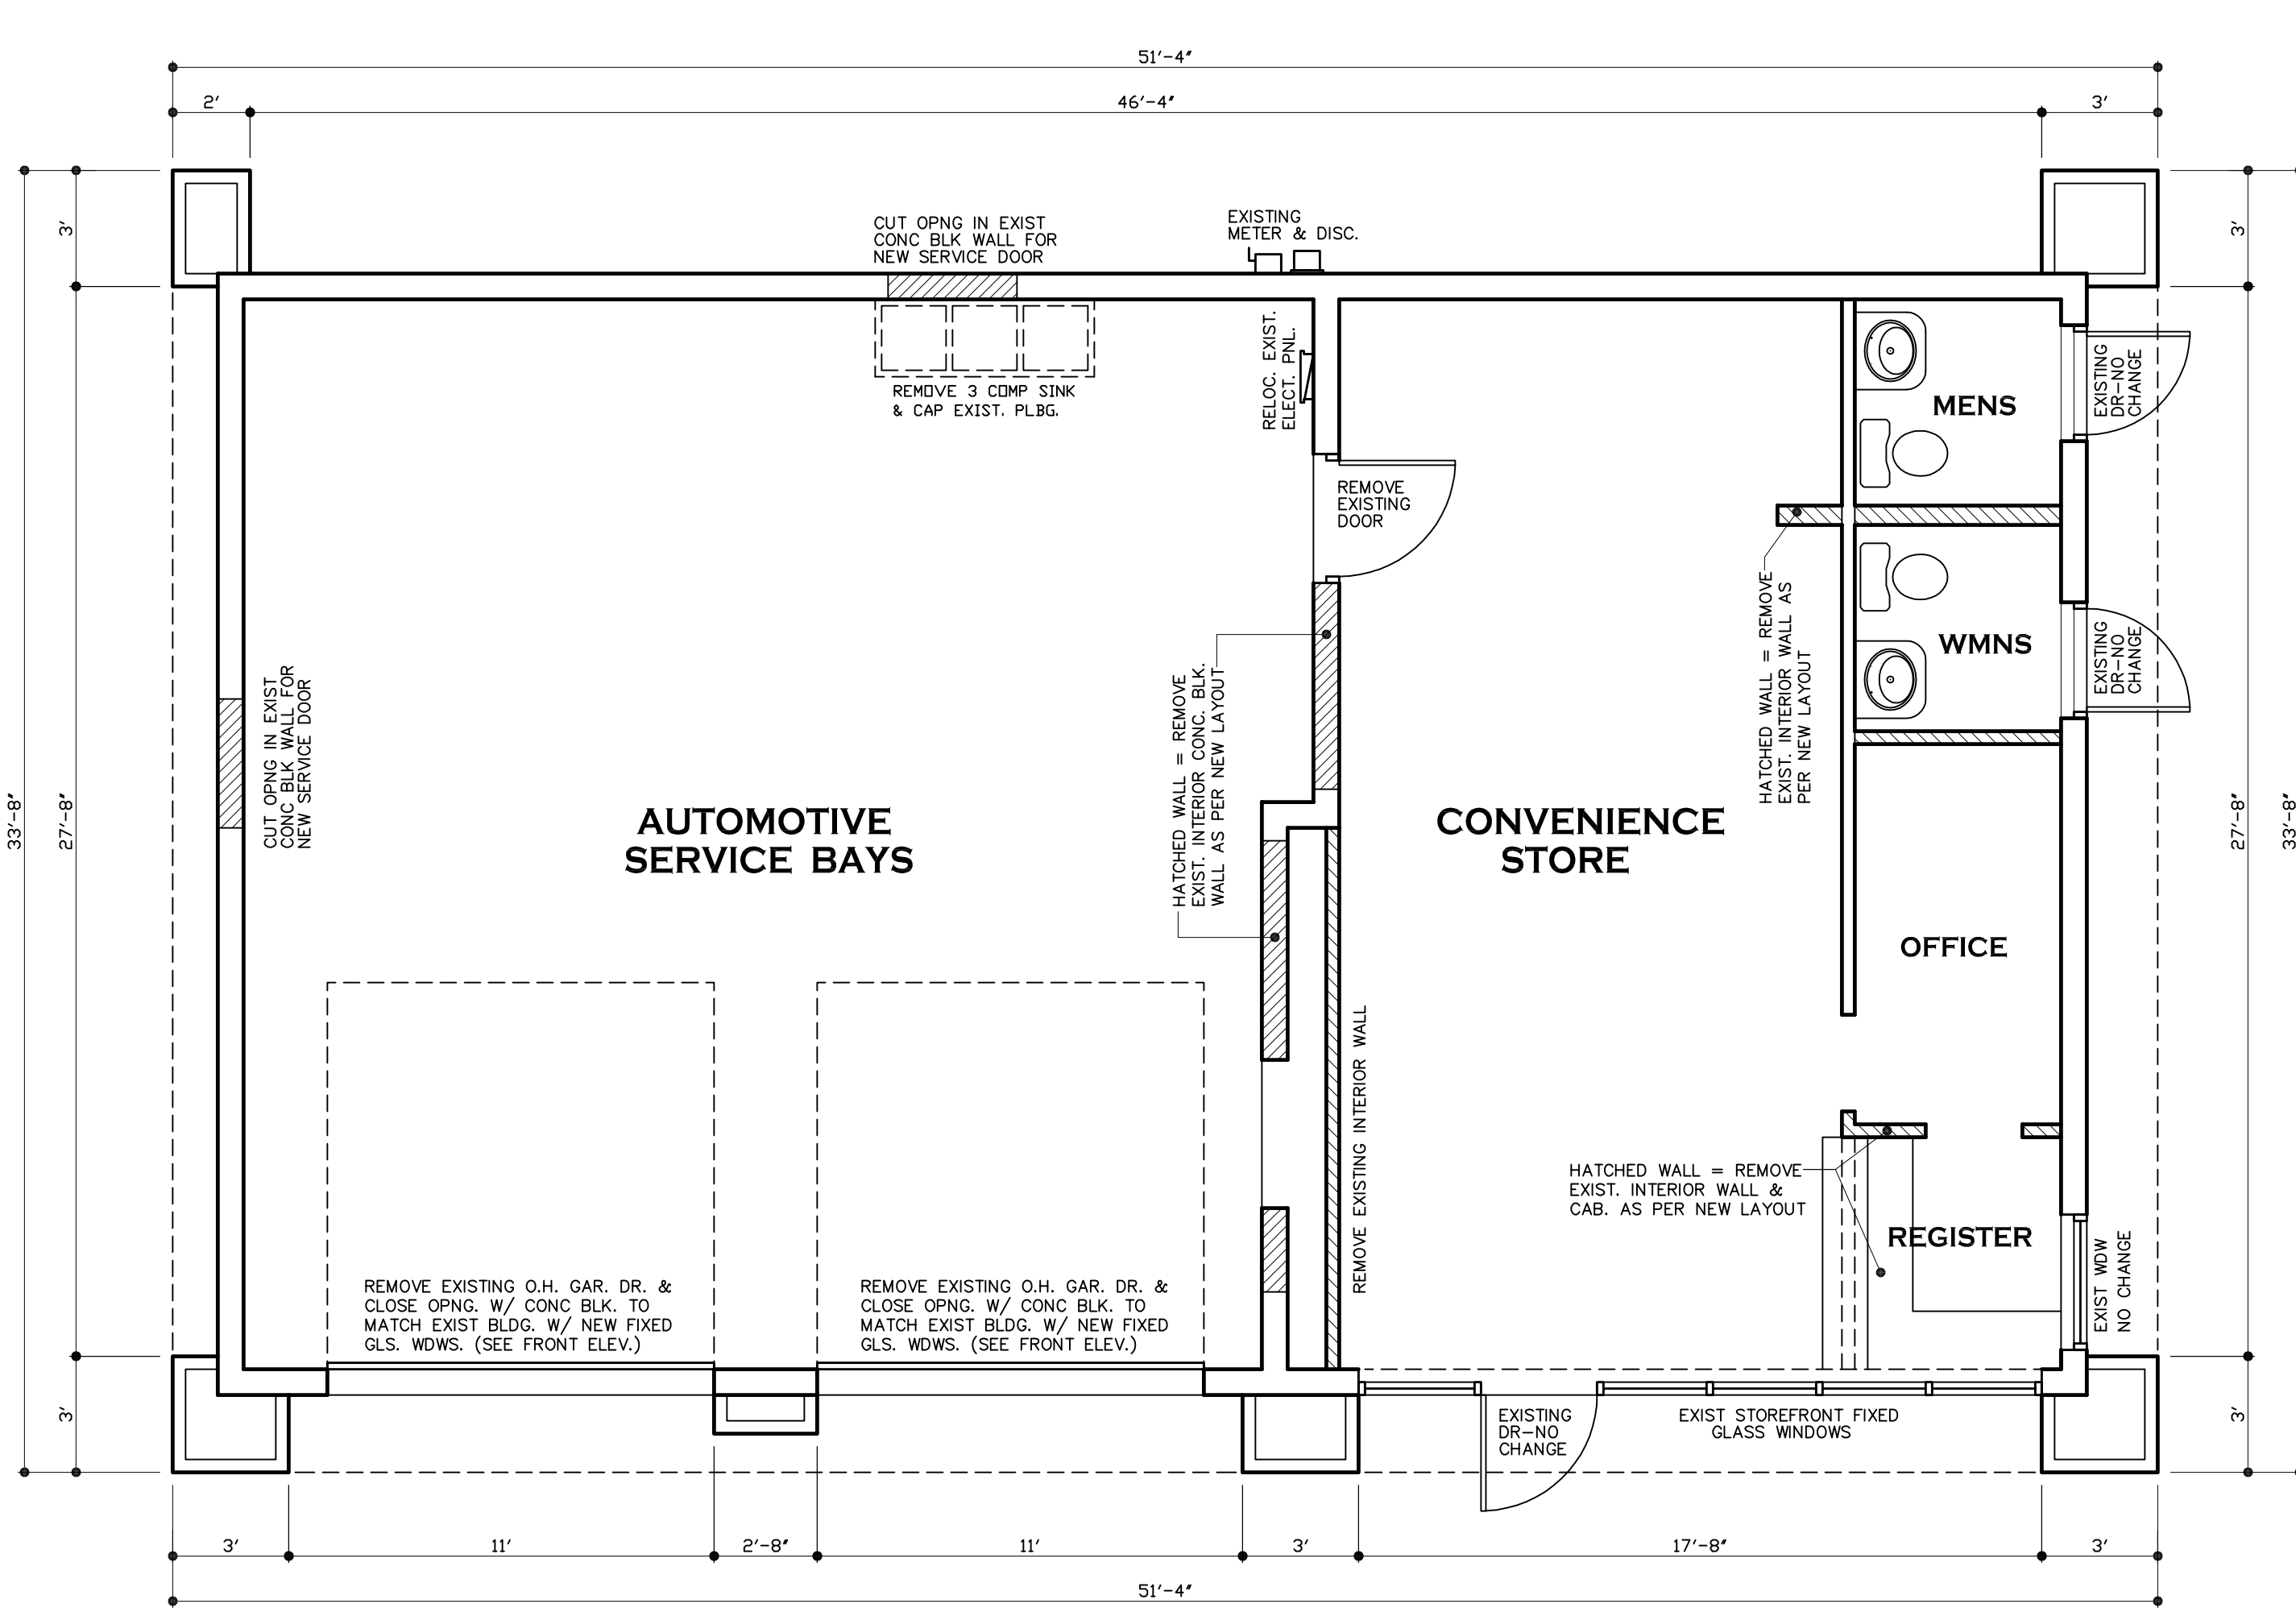 51'-4"
2'
46'-4"
3'
3'
27'-8"
3'
33'-8"
3'
27'-8"
3'
33'-8"
CUT OPNG IN EXIST
CONC BLK WALL FOR
NEW SERVICE DOOR
EXISTING
METER & DISC.
REMOVE 3 COMP SINK
& CAP EXIST. PLBG.
RELOC. EXIST.
ELECT. PNL.
REMOVE
EXISTING
DOOR
MENS
EXISTING
DR-NO
CHANGE
WMNS
EXISTING
DR-NO
CHANGE
HATCHED WALL = REMOVE
EXIST. INTERIOR WALL AS
PER NEW LAYOUT
CUT OPNG IN EXIST
CONC BLK WALL FOR
NEW SERVICE DOOR
HATCHED WALL = REMOVE
EXIST. INTERIOR CONC. BLK.
WALL AS PER NEW LAYOUT
AUTOMOTIVE
SERVICE BAYS
CONVENIENCE
STORE
OFFICE
REMOVE EXISTING INTERIOR WALL
HATCHED WALL = REMOVE
EXIST. INTERIOR WALL &
CAB. AS PER NEW LAYOUT
REGISTER
EXIST WDW
NO CHANGE
REMOVE EXISTING O.H. GAR. DR. &
CLOSE OPNG. W/ CONC BLK. TO
MATCH EXIST BLDG. W/ NEW FIXED
GLS. WDWS. (SEE FRONT ELEV.)
REMOVE EXISTING O.H. GAR. DR. &
CLOSE OPNG. W/ CONC BLK. TO
MATCH EXIST BLDG. W/ NEW FIXED
GLS. WDWS. (SEE FRONT ELEV.)
EXISTING
DR-NO
CHANGE
EXIST STOREFRONT FIXED
GLASS WINDOWS
3'
11'
2'-8"
11'
3'
17'-8"
3'
51'-4"